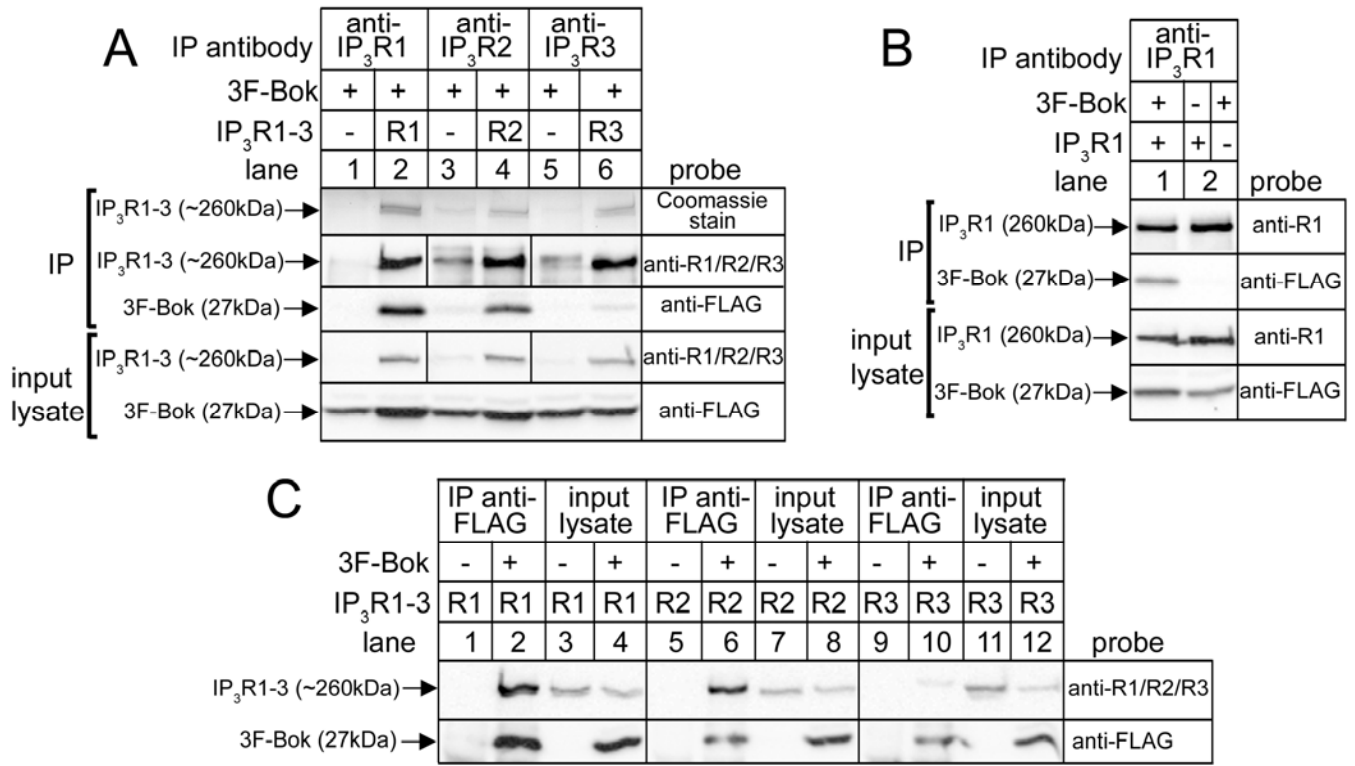 A
IP antibody anti-IP₃R1 anti-IP₃R2 anti-IP₃R3
3F-Bok + + + + + +
IP₃R1-3 - R1 - R2 - R3
lane 1 2 3 4 5 6 probe
IP IP₃R1-3 (~260kDa) Coomassie stain
IP₃R1-3 (~260kDa) anti-R1/R2/R3
3F-Bok (27kDa) anti-FLAG
input lysate IP₃R1-3 (~260kDa) anti-R1/R2/R3
3F-Bok (27kDa) anti-FLAG
B
IP antibody anti-IP₃R1
3F-Bok + - +
IP₃R1 + + -
lane 1 2 probe
IP IP₃R1 (260kDa) anti-R1
3F-Bok (27kDa) anti-FLAG
input lysate IP₃R1 (260kDa) anti-R1
3F-Bok (27kDa) anti-FLAG
C
IP anti-FLAG input lysate IP anti-FLAG input lysate IP anti-FLAG input lysate
3F-Bok - + - + - + - + - + - +
IP₃R1-3 R1 R1 R1 R1 R2 R2 R2 R2 R3 R3 R3 R3
lane 1 2 3 4 5 6 7 8 9 10 11 12 probe
IP₃R1-3 (~260kDa) anti-R1/R2/R3
3F-Bok (27kDa) anti-FLAG